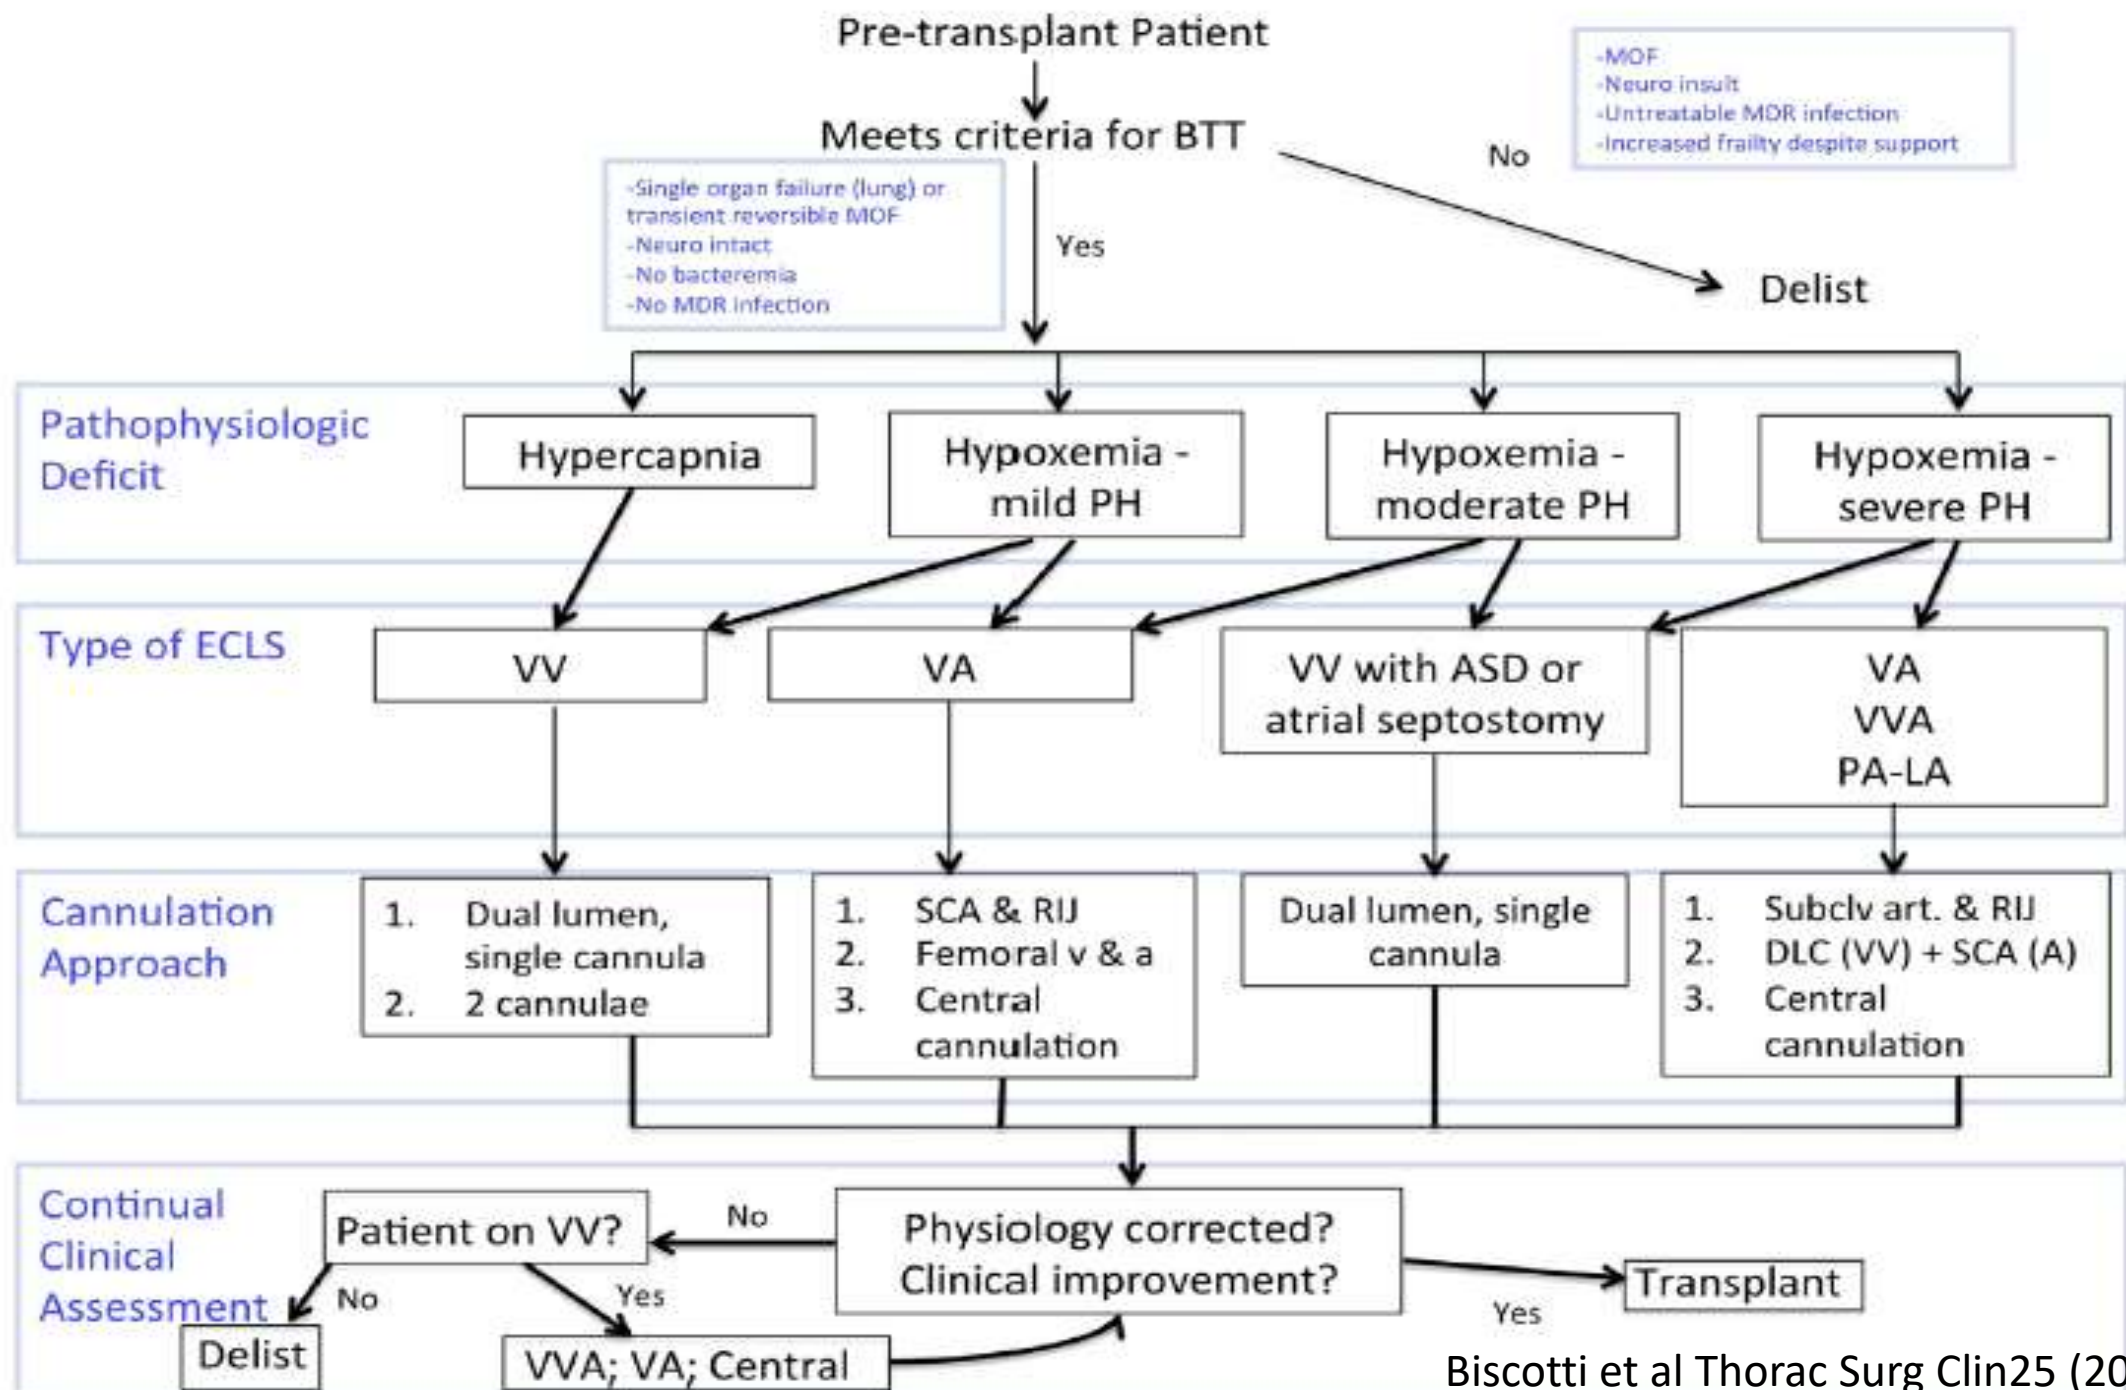 Pre-transplant Patient
-MOF
-Neuro insult
-Untreatable MDR infection
-Increased frailty despite support
Meets criteria for BTT
No
-Single organ failure (lung) or
transient reversible MOF
-Neuro intact
-No bacteremia
-No MDR infection
Yes
Delist
Pathophysiologic
Deficit
Hypercapnia
Hypoxemia -
mild PH
Hypoxemia -
moderate PH
Hypoxemia -
severe PH
Type of ECLS
VV
VA
VV with ASD or
atrial septostomy
VA
VVA
PA-LA
Cannulation
Approach
1. Dual lumen,
single cannula
2. 2 cannulae
1. SCA & RIJ
2. Femoral v & a
3. Central
cannulation
Dual lumen, single
cannula
1. Subclv art. & RIJ
2. DLC (VV) + SCA (A)
3. Central
cannulation
Continual
Clinical
Assessment
Patient on VV?
No
Physiology corrected?
Clinical improvement?
Yes
Transplant
No
Yes
Delist
VVA; VA; Central
Biscotti et al Thorac Surg Clin25 (20